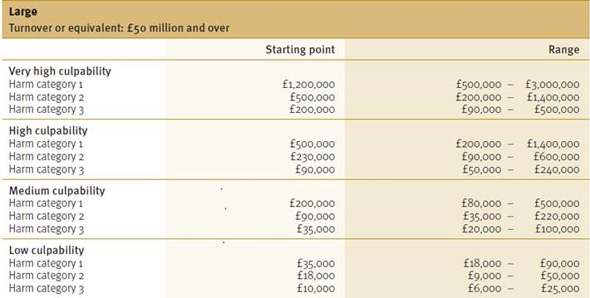 Large
Turnover or equivalent: £50 million and over
Starting point Range
Very high culpability
Harm category 1 £1,200,000 £500,000 – £3,000,000
Harm category 2 £500,000 £200,000 – £1,400,000
Harm category 3 £200,000 £90,000 – £500,000
High culpability
Harm category 1 £500,000 £200,000 – £1,400,000
Harm category 2 £230,000 £90,000 – £600,000
Harm category 3 £90,000 £50,000 – £240,000
Medium culpability
Harm category 1 £200,000 £80,000 – £500,000
Harm category 2 £90,000 £35,000 – £220,000
Harm category 3 £35,000 £20,000 – £100,000
Low culpability
Harm category 1 £35,000 £18,000 – £90,000
Harm category 2 £18,000 £9,000 – £50,000
Harm category 3 £10,000 £6,000 – £25,000